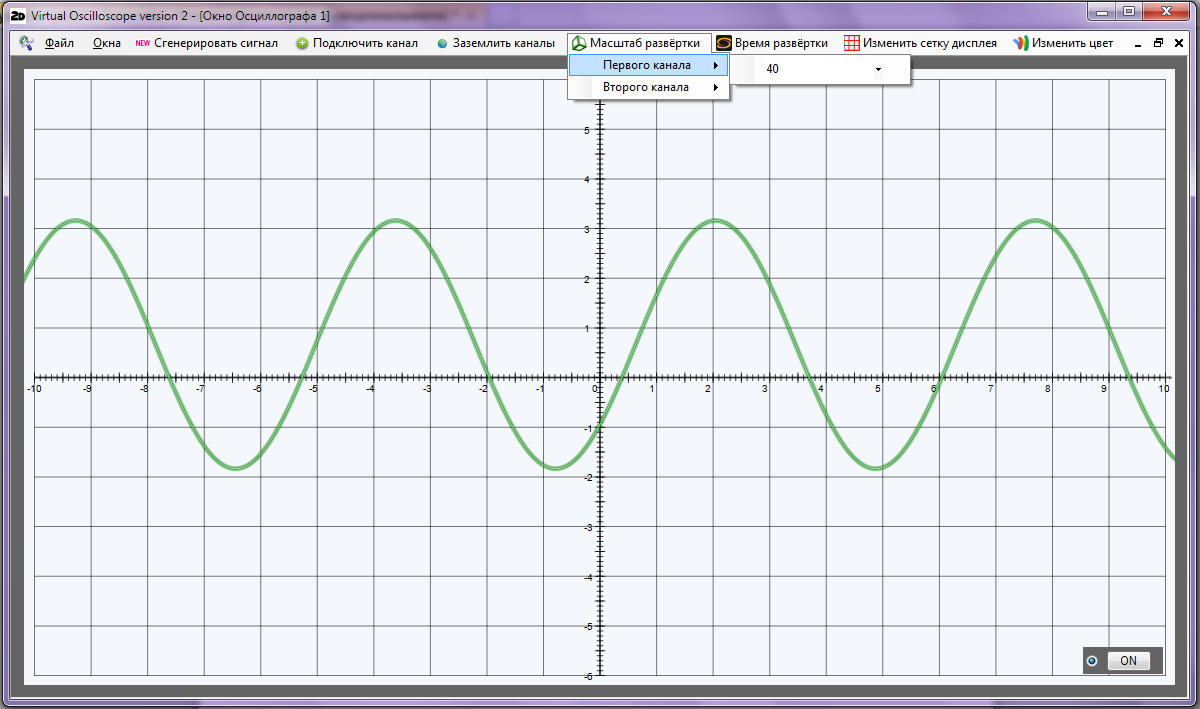 2D Virtual Oscilloscope version 2 - [Окно Осциллографа 1]
Файл Окна NEW Сгенерировать сигнал Подключить канал Заземлить каналы Масштаб развёртки Время развёртки Изменить сетку дисплея Изменить цвет
Первого канала 40
Второго канала
5
4
3
2
1
-10 -9 -8 -7 -6 -5 -4 -3 -2 -1 0 1 2 3 4 5 6 7 8 9 10
-1
-2
-3
-4
-5
-6
ON